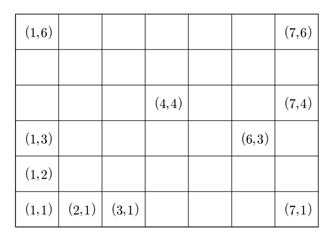 (1,6) (7,6)
(4,4) (7,4)
(1,3) (6,3)
(1,2)
(1,1) (2,1) (3,1) (7,1)